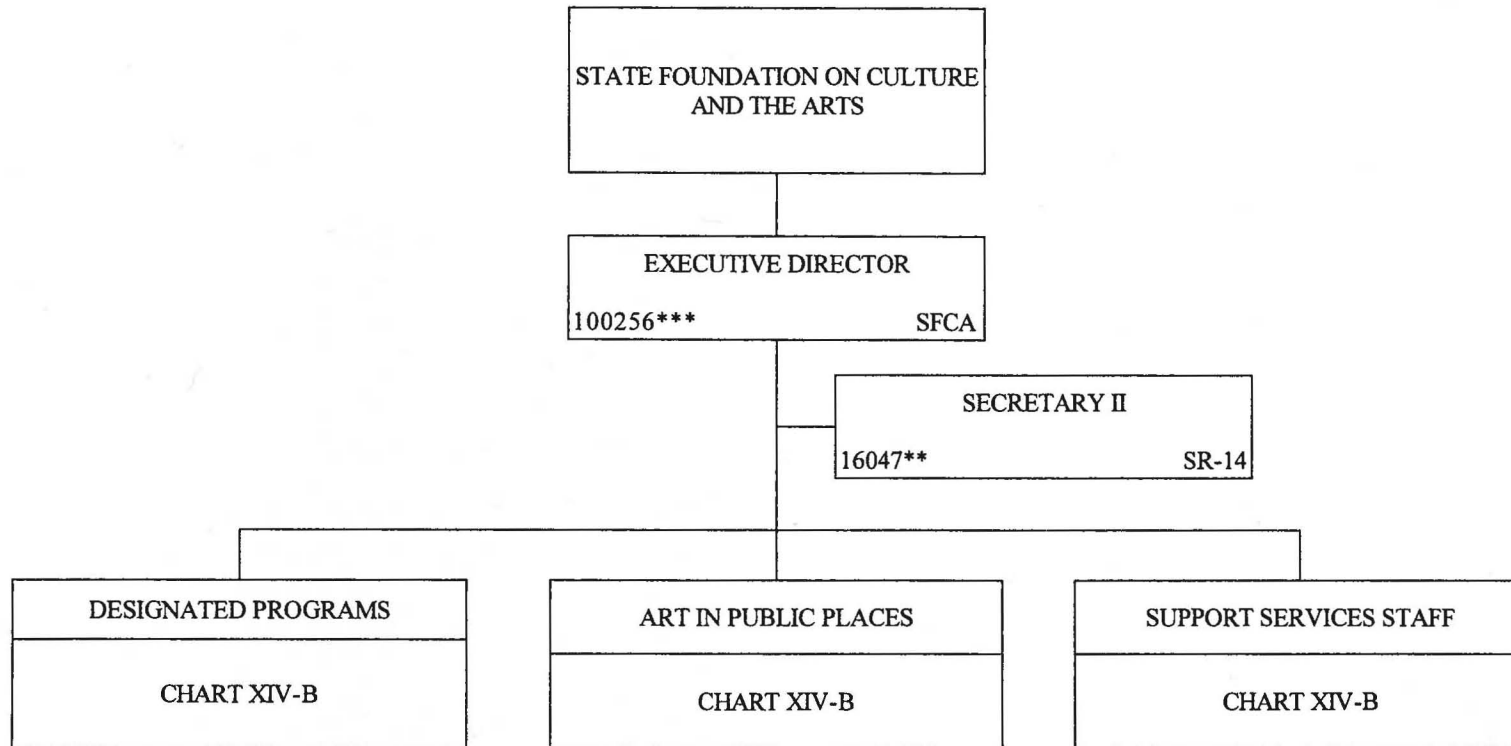 STATE FOUNDATION ON CULTURE
AND THE ARTS
EXECUTIVE DIRECTOR
100256*** SFCA
SECRETARY II
16047** SR-14
DESIGNATED PROGRAMS
CHART XIV-B
ART IN PUBLIC PLACES
CHART XIV-B
SUPPORT SERVICES STAFF
CHART XIV-B